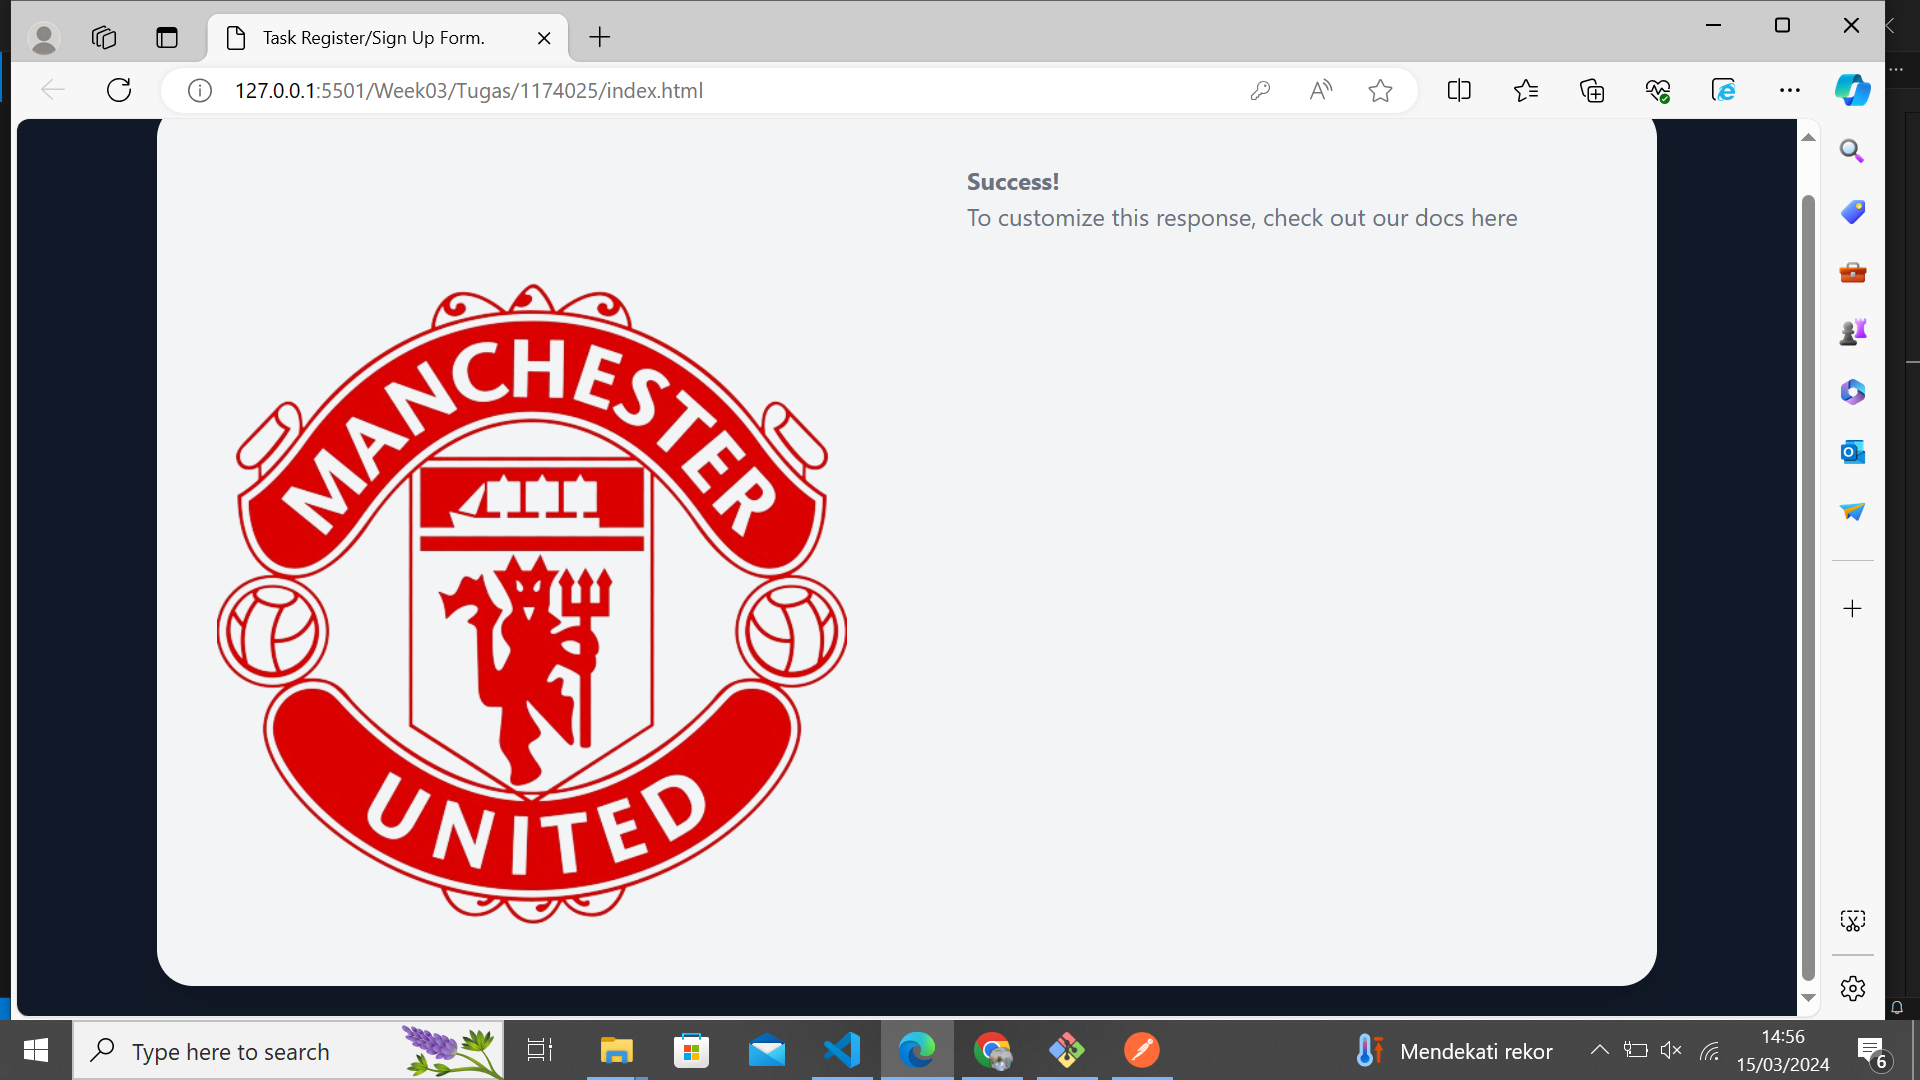 Task Register/Sign Up Form.
127.0.0.1:5501/Week03/Tugas/1174025/index.html
Success!
To customize this response, check out our docs here
MANCHESTER
UNITED
Type here to search
Mendekati rekor
14:56
15/03/2024
6